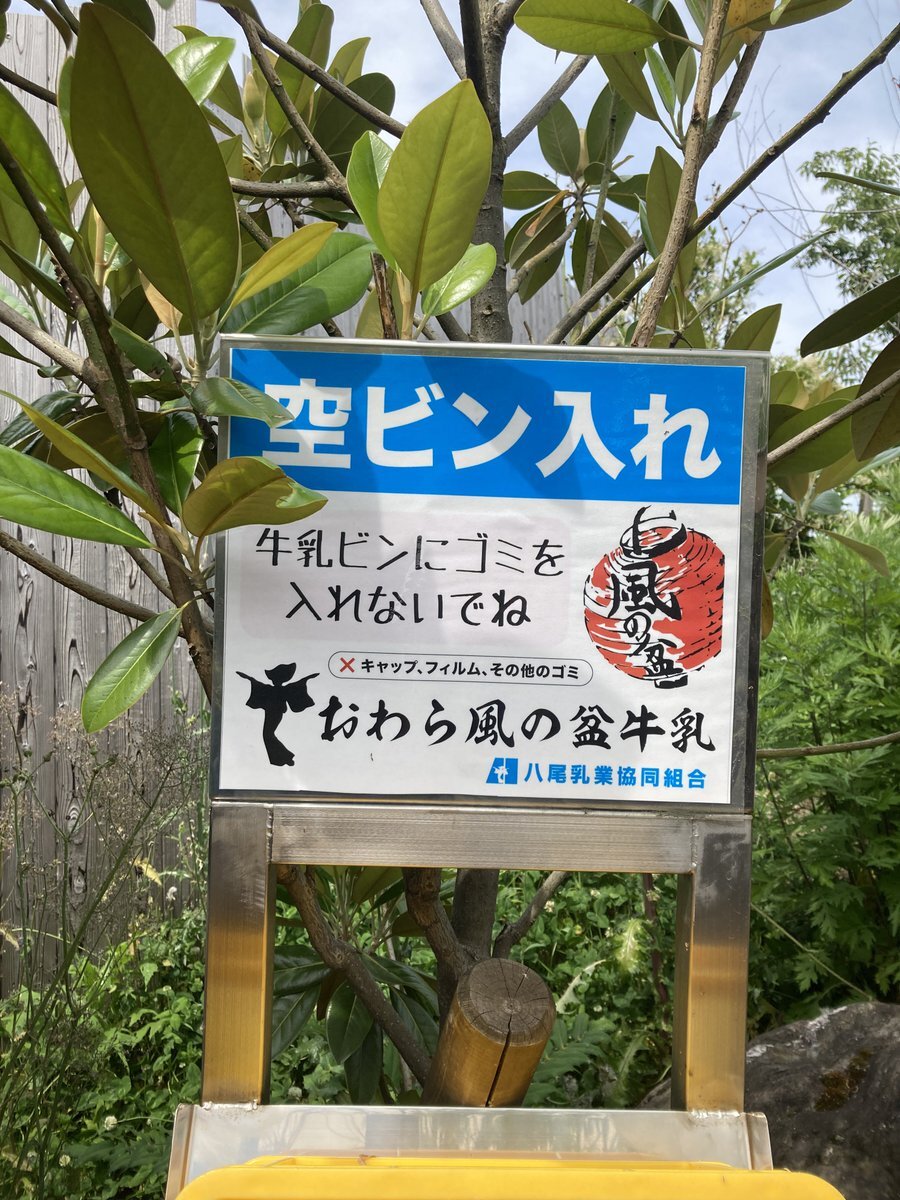 空ビン入れ
牛乳ビンにゴミを
入れないでね
風の盆
× キャップ、フィルム、その他のゴミ
おわら風の盆牛乳
八尾乳業協同組合